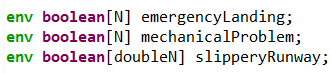 env boolean[N] emergencyLanding;
env boolean[N] mechanicalProblem;
env boolean[doubleN] slipperyRunway;